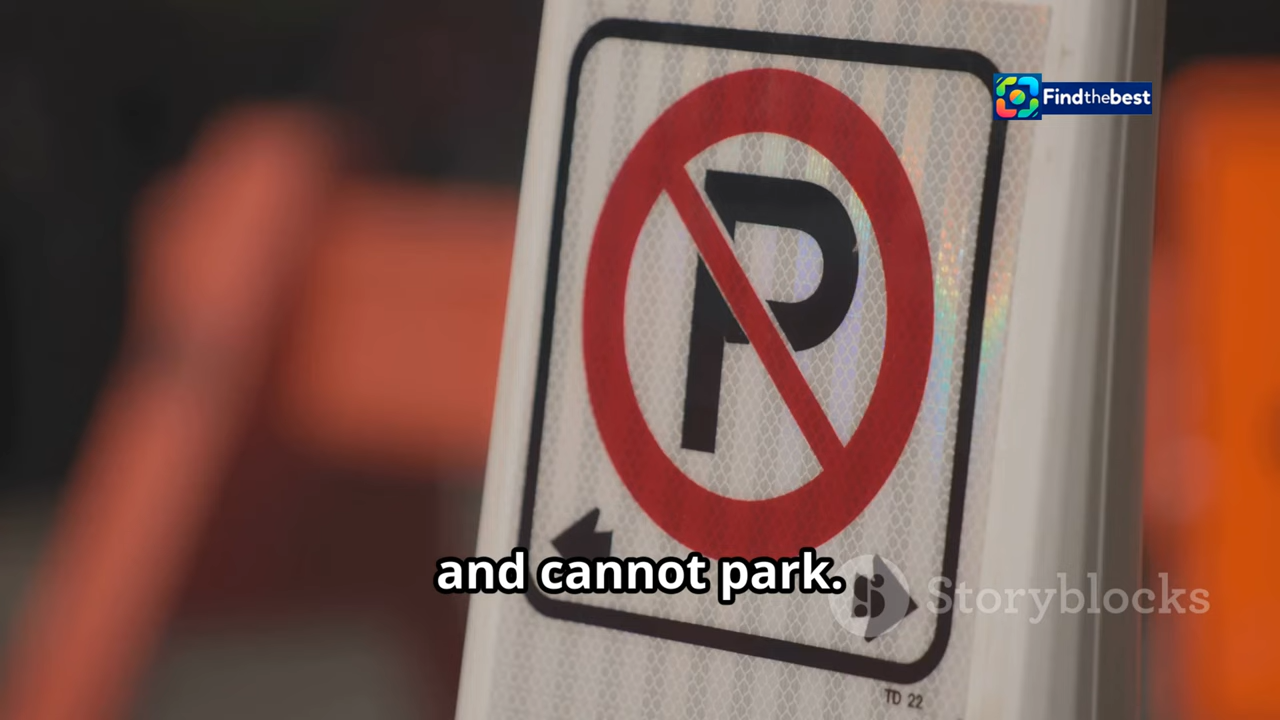 Findthebest
P
and cannot park.
Storyblocks
TD 22